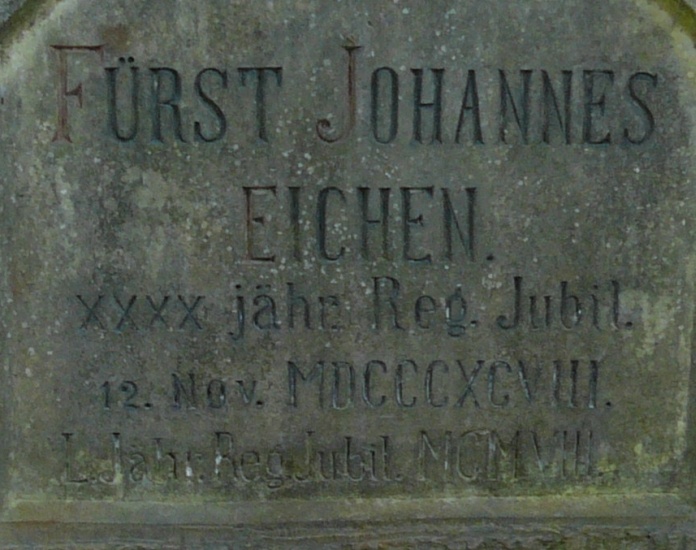 FÜRST JOHANNES
EICHEN.
XXXX jähr. Reg. Jubil.
12. Nov. MDCCCXCVIII.
L. Jähr. Reg. Jubil. MCMVIII.